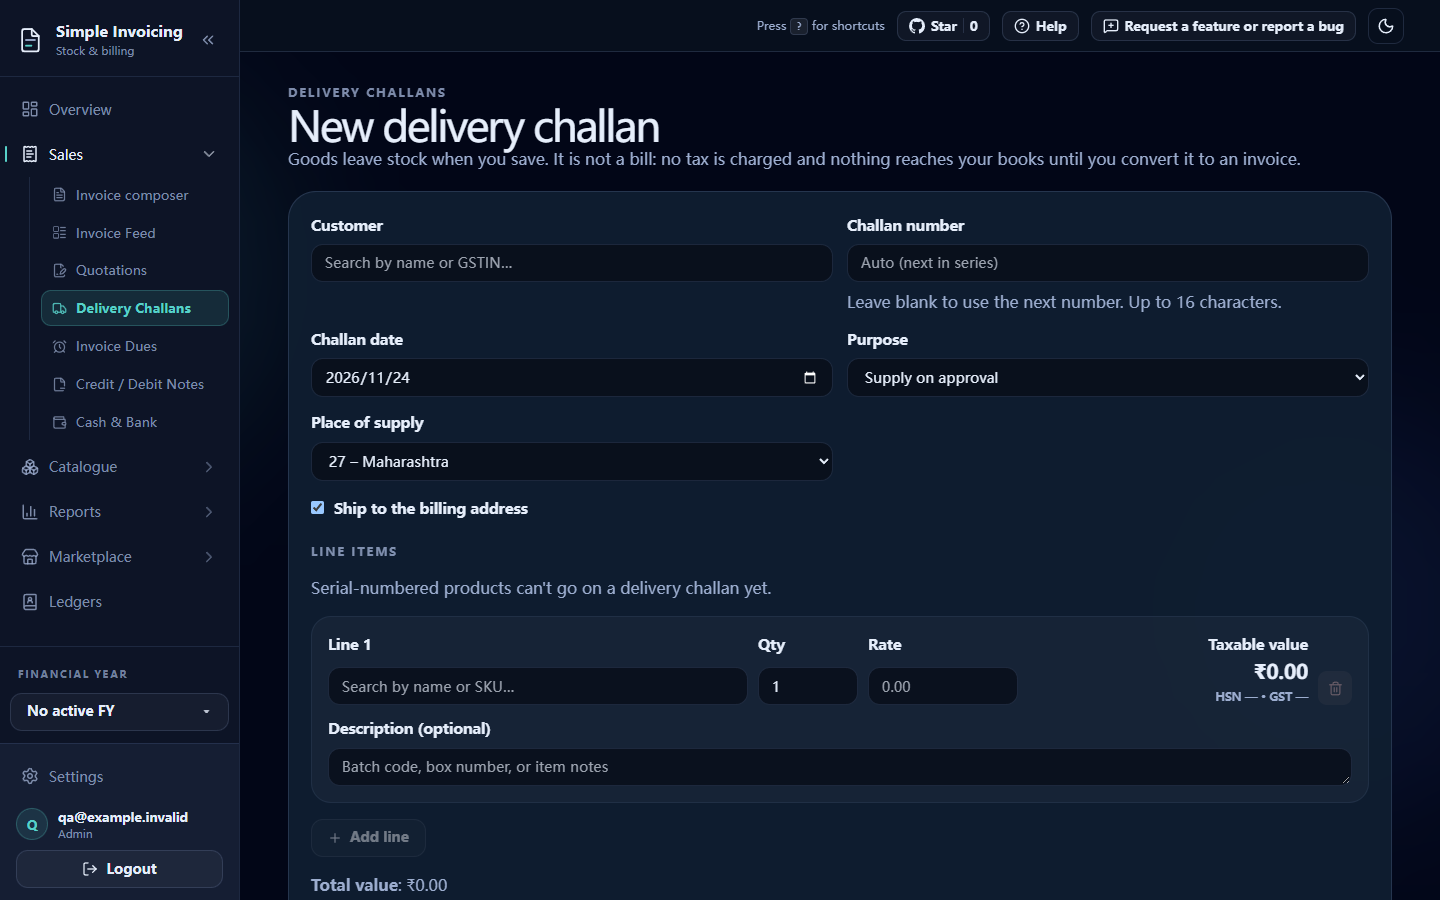 Simple Invoicing
Stock & billing
Press ? for shortcuts
Star 0
Help
Request a feature or report a bug
Overview
Sales
Invoice composer
Invoice Feed
Quotations
Delivery Challans
Invoice Dues
Credit / Debit Notes
Cash & Bank
Catalogue
Reports
Marketplace
Ledgers
FINANCIAL YEAR
No active FY
Settings
Q
qa@example.invalid
Admin
Logout
DELIVERY CHALLANS
New delivery challan
Goods leave stock when you save. It is not a bill: no tax is charged and nothing reaches your books until you convert it to an invoice.
Customer
Search by name or GSTIN...
Challan number
Auto (next in series)
Leave blank to use the next number. Up to 16 characters.
Challan date
2026/11/24
Purpose
Supply on approval
Place of supply
27 – Maharashtra
Ship to the billing address
LINE ITEMS
Serial-numbered products can't go on a delivery challan yet.
Line 1
Search by name or SKU...
Qty
1
Rate
0.00
Taxable value
₹0.00
HSN — • GST —
Description (optional)
Batch code, box number, or item notes
+ Add line
Total value: ₹0.00